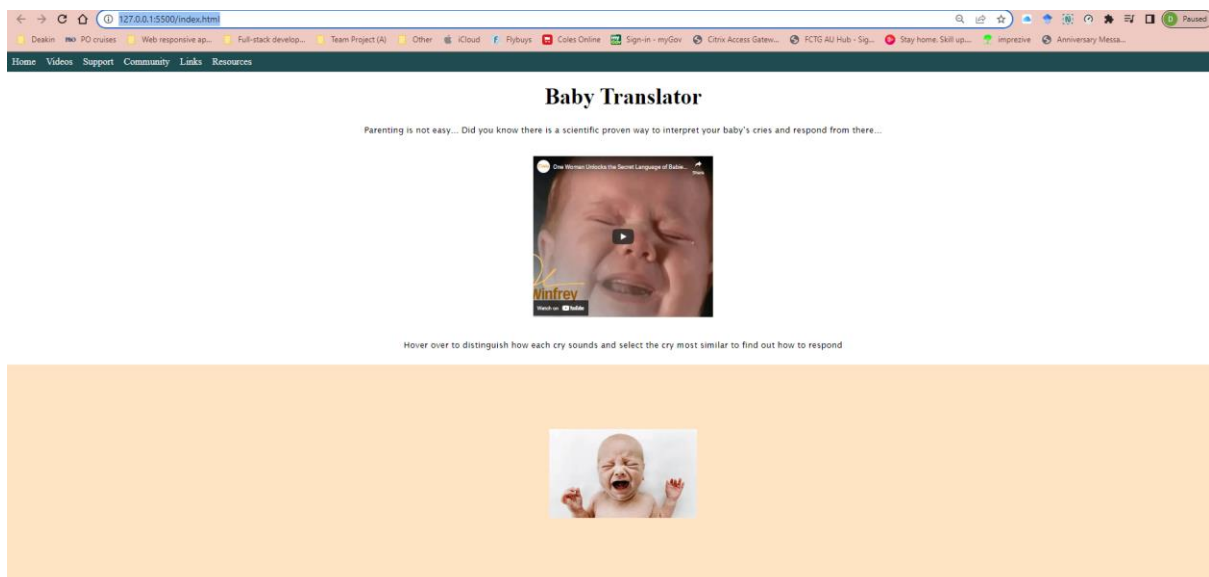 127.0.0.1:5500/index.html Paused
Deakin PO cruises Web responsive ap... Full-stack develop... Team Project (A) Other iCloud Flybuys Coles Online Sign-in - myGov Citrix Access Gatew... FCTG AU Hub - Sig... Stay home. Skill up... imprezive Anniversary Messa...
Home Videos Support Community Links Resources
Baby Translator
Parenting is not easy... Did you know there is a scientific proven way to interpret your baby's cries and respond from there...
One Woman Unlocks the Secret Language of Babie... Share
Winfrey
Watch on YouTube
Hover over to distinguish how each cry sounds and select the cry most similar to find out how to respond